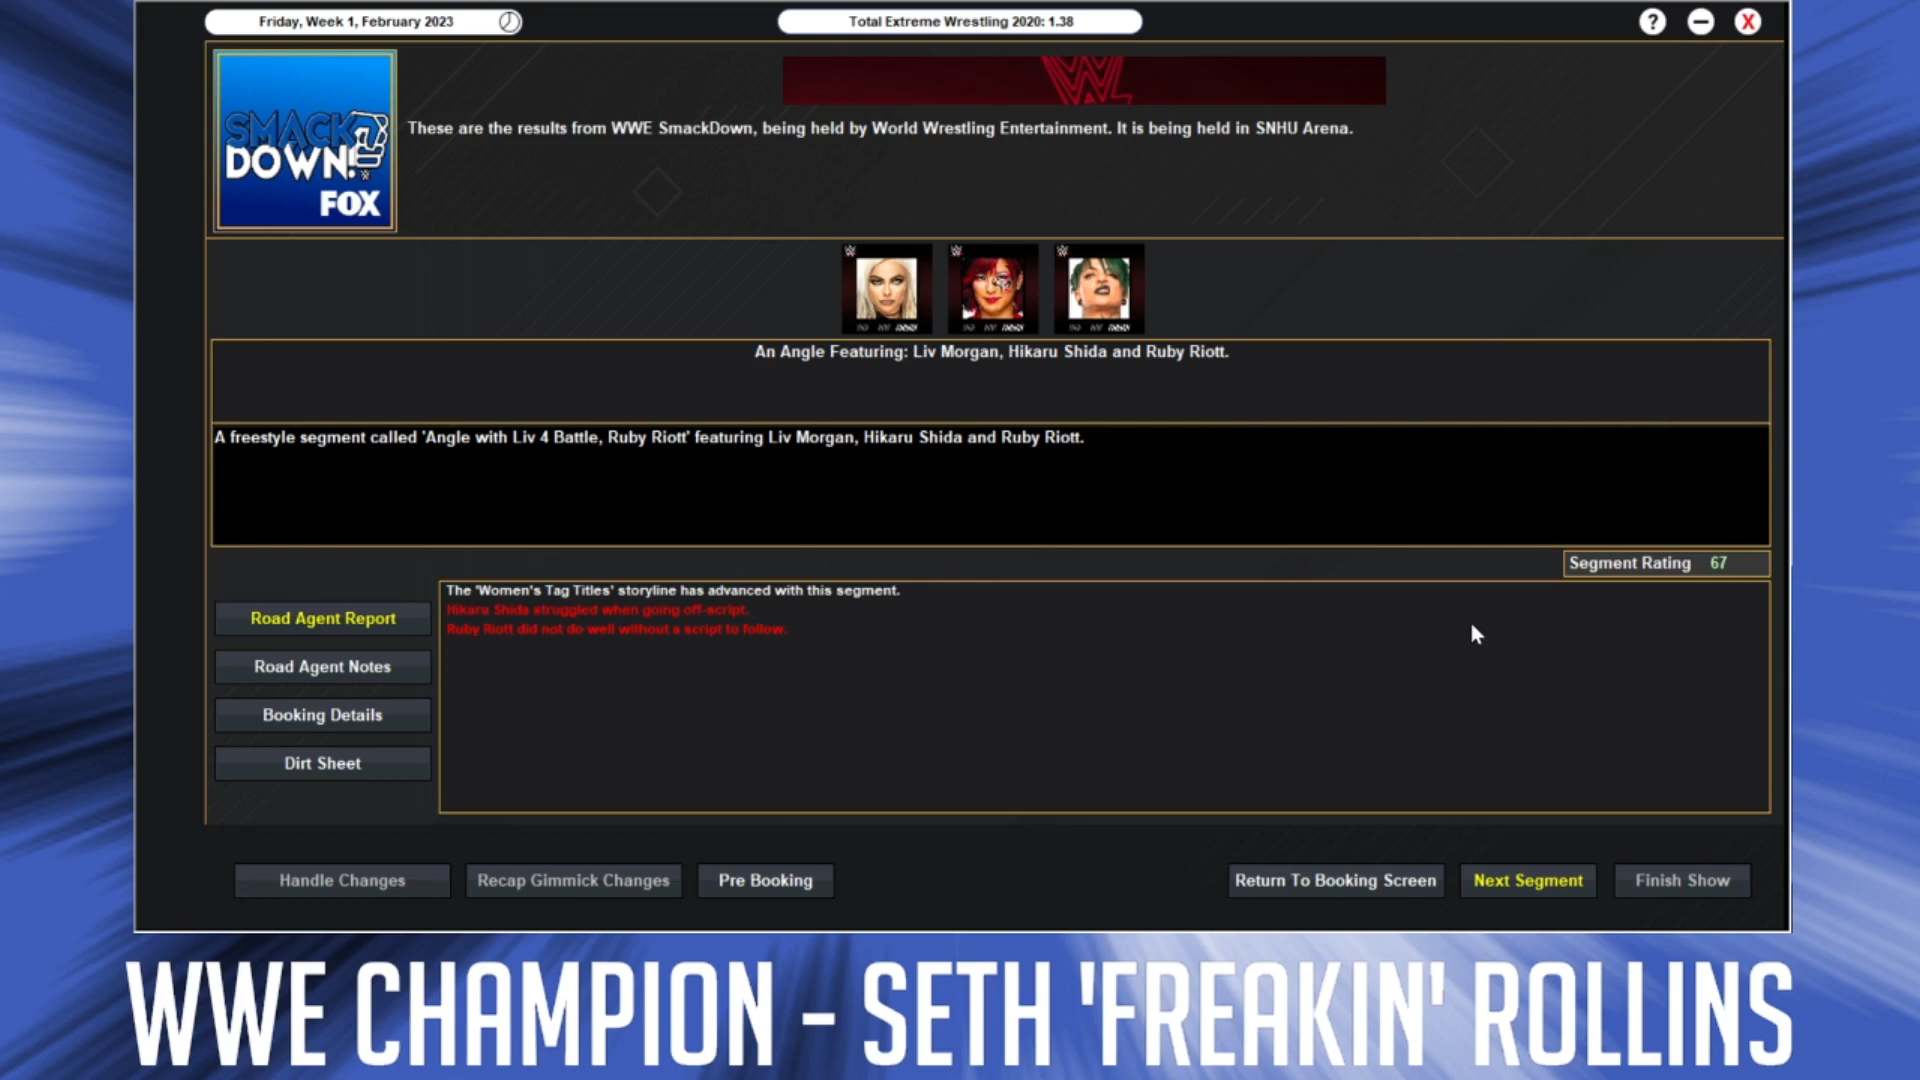 Friday, Week 1, February 2023
Total Extreme Wrestling 2020: 1.38
?
X
SMACK
DOWN!
FOX
These are the results from WWE SmackDown, being held by World Wrestling Entertainment. It is being held in SNHU Arena.
An Angle Featuring: Liv Morgan, Hikaru Shida and Ruby Riott.
A freestyle segment called 'Angle with Liv 4 Battle, Ruby Riott' featuring Liv Morgan, Hikaru Shida and Ruby Riott.
Segment Rating 67
The 'Women's Tag Titles' storyline has advanced with this segment.
Hikaru Shida struggled when going off-script.
Ruby Riott did not do well without a script to follow.
Road Agent Report
Road Agent Notes
Booking Details
Dirt Sheet
Handle Changes
Recap Gimmick Changes
Pre Booking
Return To Booking Screen
Next Segment
Finish Show
WWE CHAMPION - SETH 'FREAKIN' ROLLINS